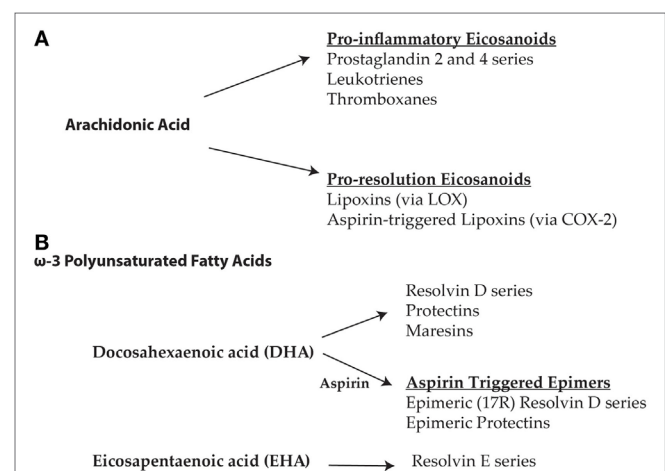 A
Pro-inflammatory Eicosanoids
Prostaglandin 2 and 4 series
Leukotrienes
Thromboxanes
Arachidonic Acid
Pro-resolution Eicosanoids
Lipoxins (via LOX)
Aspirin-triggered Lipoxins (via COX-2)
B
ω-3 Polyunsaturated Fatty Acids
Resolvin D series
Protectins
Maresins
Docosahexaenoic acid (DHA)
Aspirin
Aspirin Triggered Epimers
Epimeric (17R) Resolvin D series
Epimeric Protectins
Eicosapentaenoic acid (EHA)
Resolvin E series